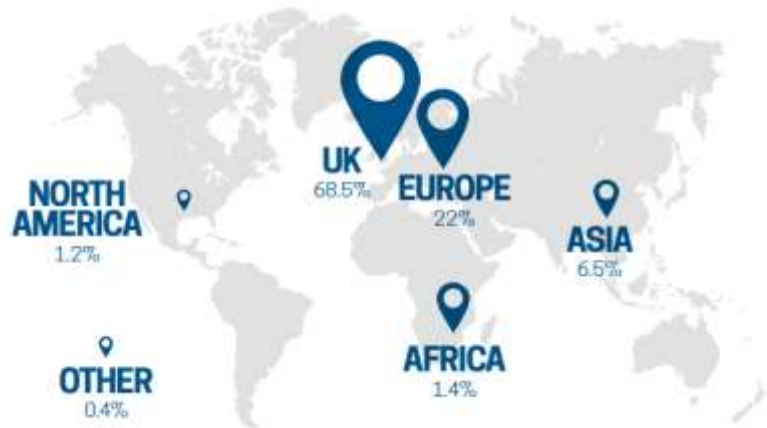 UK
68.5%
EUROPE
22%
NORTH
AMERICA
1.2%
ASIA
6.5%
AFRICA
1.4%
OTHER
0.4%